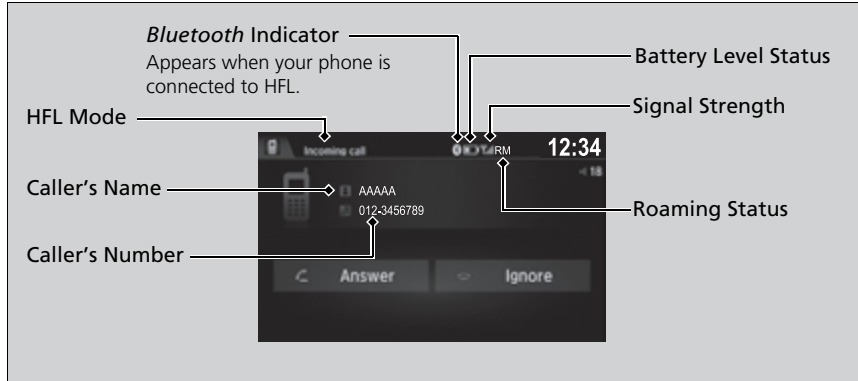 Bluetooth Indicator
Appears when your phone is
connected to HFL.
Battery Level Status
Signal Strength
HFL Mode
Incoming call
RM
12:34
18
Caller's Name
AAAAA
012-3456789
Roaming Status
Caller's Number
Answer
Ignore